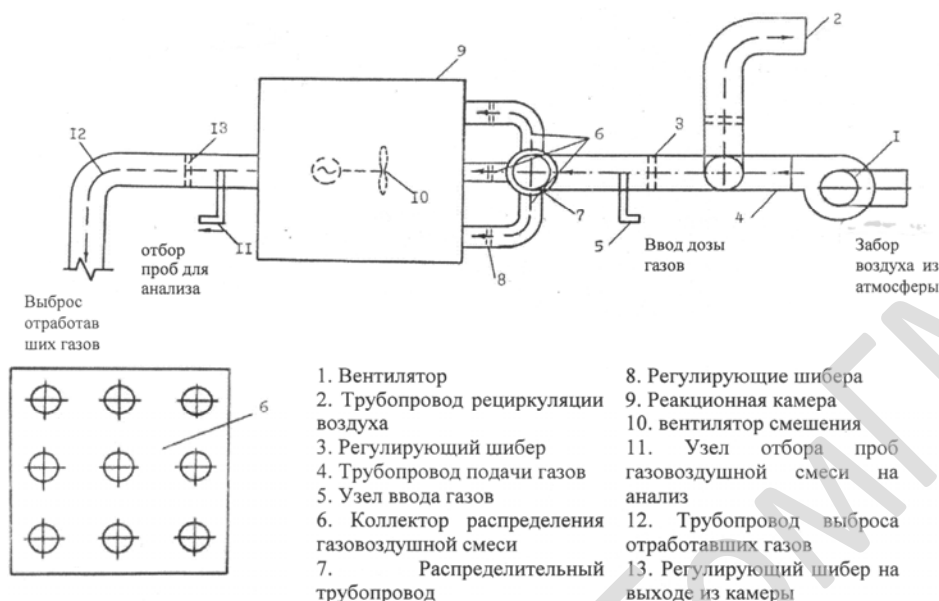 2
9
1
13
12
3
6
10
7
4
11
5
8
отбор
проб для
анализа
Ввод дозы
газов
Забор
воздуха из
атмосферы
Выброс
отработав
ших газов
6
1. Вентилятор
2. Трубопровод рециркуляции
воздуха
3. Регулирующий шибер
4. Трубопровод подачи газов
5. Узел ввода газов
6. Коллектор распределения
газовоздушной смеси
7. Распределительный
трубопровод
8. Регулирующие шибера
9. Реакционная камера
10. вентилятор смешения
11. Узел отбора проб
газовоздушной смеси на
анализ
12. Трубопровод выброса
отработавших газов
13. Регулирующий шибер на
выходе из камеры